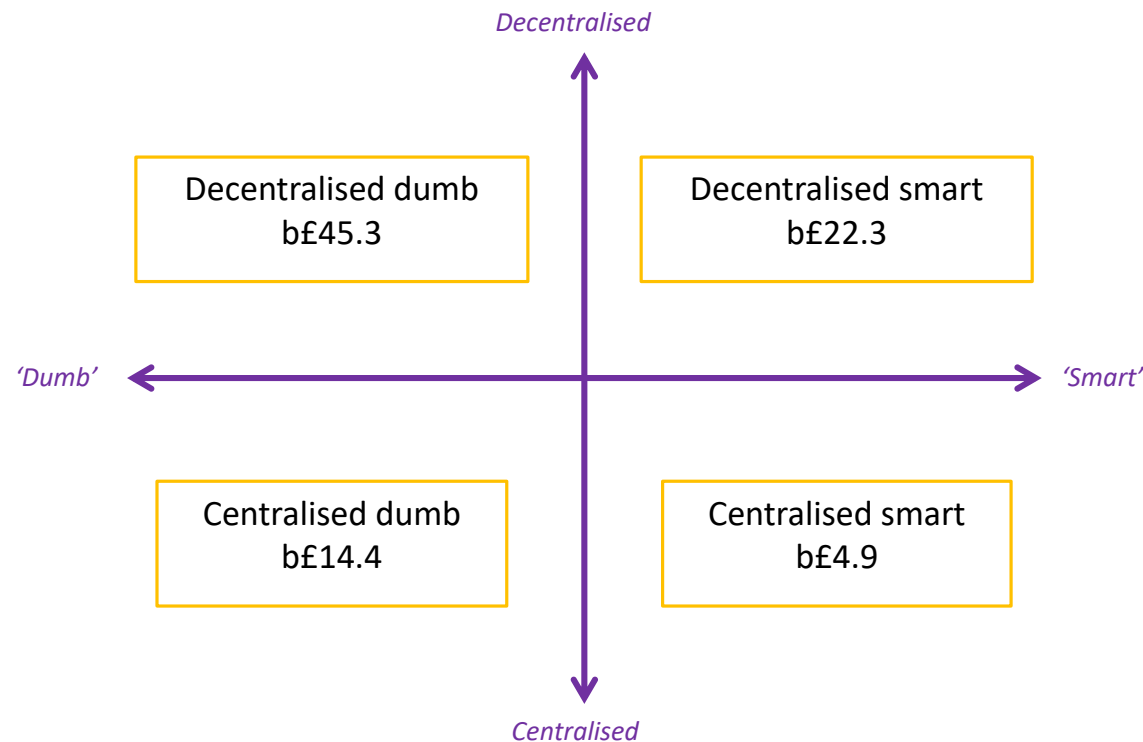 Decentralised
Decentralised dumb
b£45.3
Decentralised smart
b£22.3
‘Dumb’
‘Smart’
Centralised dumb
b£14.4
Centralised smart
b£4.9
Centralised